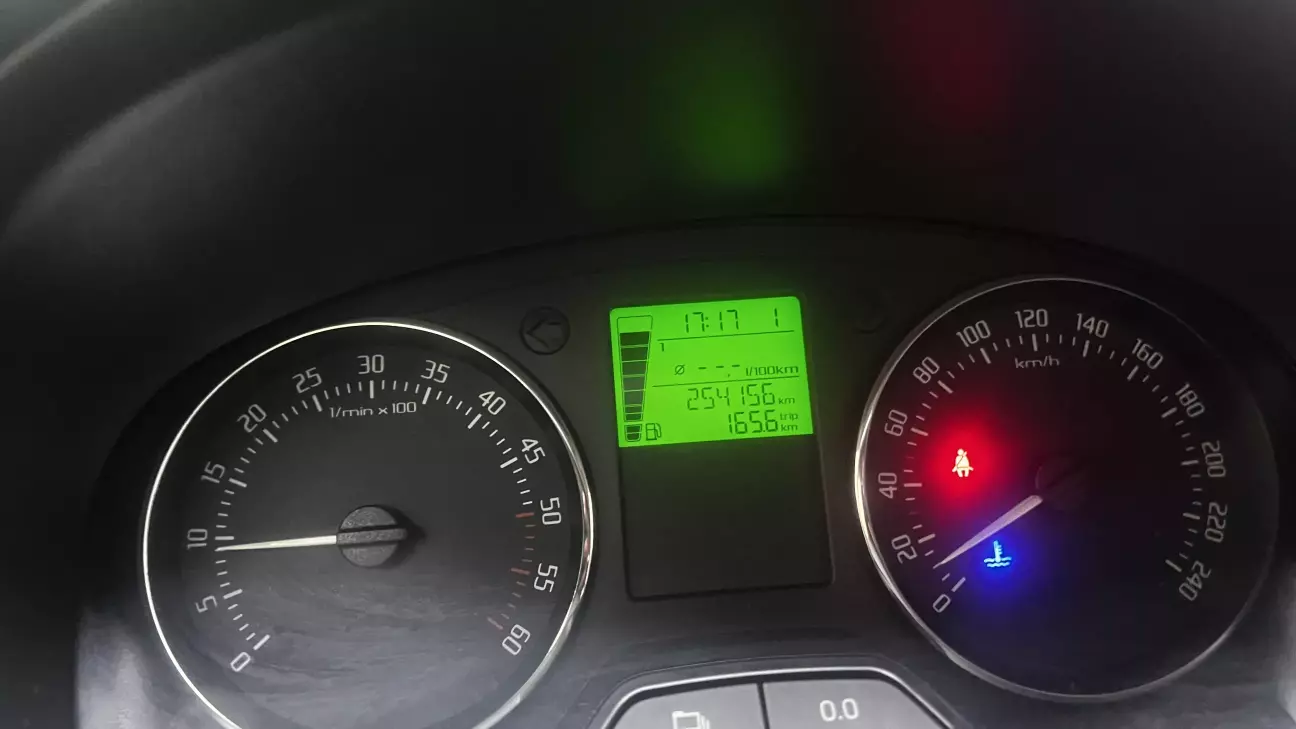 17:17 1
1
Ø --,- l/100km
254156 km
165.6 trip km
0 5 10 15 20 25 30 35 40 45 50 55 60
1/min x 100
0 20 40 60 80 100 120 140 160 180 200 220 240
km/h
0.0